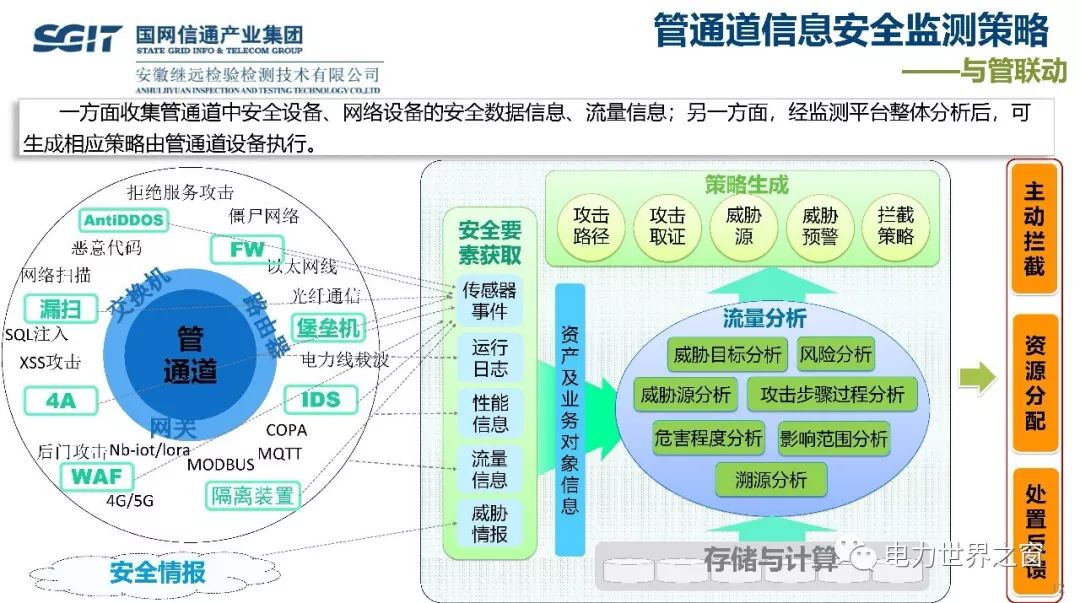 SGIT
国网信通产业集团
STATE GRID INFO & TELECOM GROUP
安徽继远检验检测技术有限公司
ANHUI JIYUAN INSPECTION AND TESTING TECHNOLOGY CO,LTD
管通道信息安全监测策略
——与管联动
一方面收集管通道中安全设备、网络设备的安全数据信息、流量信息；另一方面，经监测平台整体分析后，可
生成相应策略由管通道设备执行。
拒绝服务攻击
AntiDDOS
僵尸网络
恶意代码
FW
网络扫描
以太网线
漏扫
交换机
路由器
光纤通信
SQL注入
堡垒机
XSS攻击
管
通道
电力线载波
4A
IDS
网关
COPA
后门攻击
Nb-iot/lora
MQTT
WAF
MODBUS
4G/5G
隔离装置
安全情报
安全要
素获取
传感器
事件
运行
日志
性能
信息
流量
信息
威胁
情报
资产及业务对象信息
策略生成
攻击
路径
攻击
取证
威胁
源
威胁
预警
拦截
策略
流量分析
威胁目标分析
风险分析
威胁源分析
攻击步骤过程分析
危害程度分析
影响范围分析
溯源分析
存储与计算
主动拦截
资源分配
处置反馈
电力世界之窗